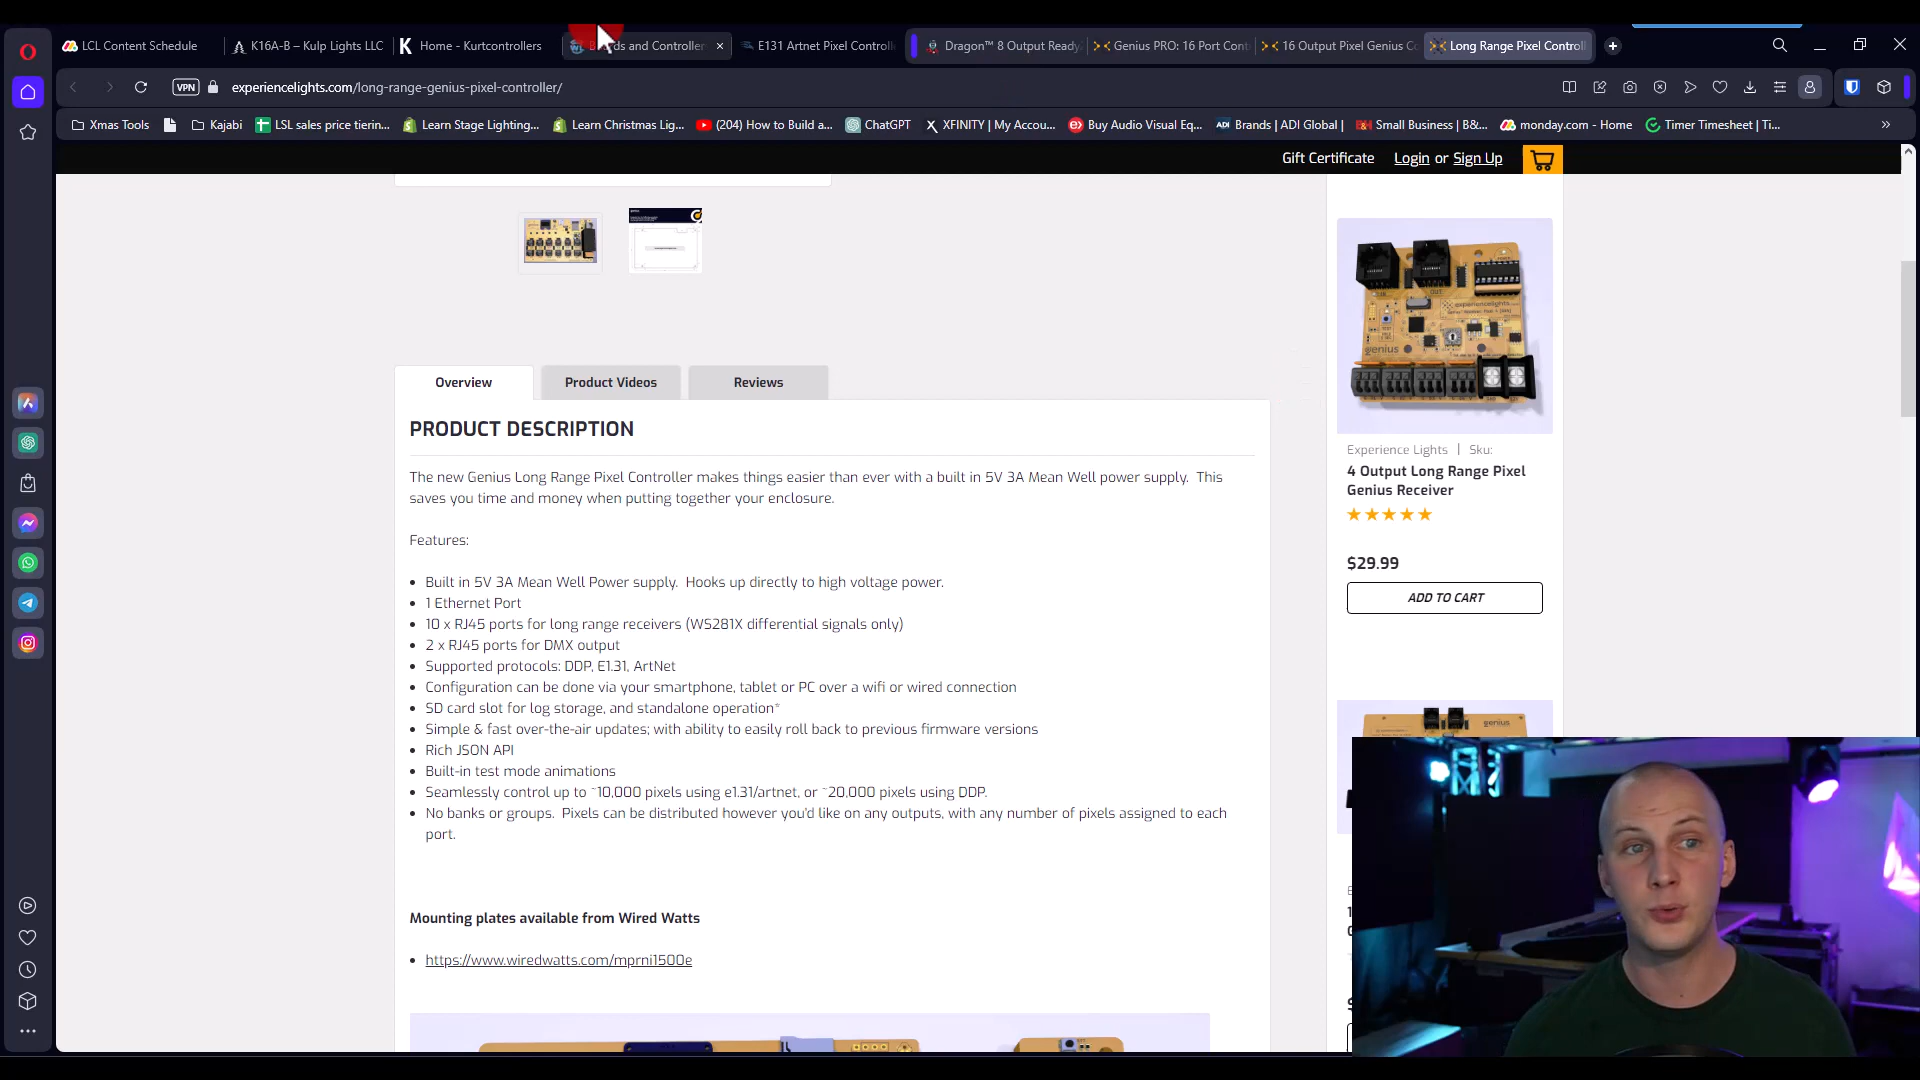 LCL Content Schedule
K16A-B – Kulp Lights LLC
Home - Kurtcontrollers
ds and Controller
E131 Artnet Pixel Controll
Dragon™ 8 Output Ready
Genius PRO: 16 Port Cont
16 Output Pixel Genius Co
Long Range Pixel Controll
VPN
experiencelights.com/long-range-genius-pixel-controller/
Xmas Tools
Kajabi
LSL sales price tierin...
Learn Stage Lighting...
Learn Christmas Lig...
(204) How to Build a...
ChatGPT
XFINITY | My Accou...
Buy Audio Visual Eq...
Brands | ADI Global |
Small Business | B&...
monday.com - Home
Timer Timesheet | Ti...
Gift Certificate
Login or Sign Up
Overview
Product Videos
Reviews
PRODUCT DESCRIPTION
The new Genius Long Range Pixel Controller makes things easier than ever with a built in 5V 3A Mean Well power supply. This
saves you time and money when putting together your enclosure.
Features:
• Built in 5V 3A Mean Well Power supply. Hooks up directly to high voltage power.
• 1 Ethernet Port
• 10 x RJ45 ports for long range receivers (WS281X differential signals only)
• 2 x RJ45 ports for DMX output
• Supported protocols: DDP, E1.31, ArtNet
• Configuration can be done via your smartphone, tablet or PC over a wifi or wired connection
• SD card slot for log storage, and standalone operation*
• Simple & fast over-the-air updates; with ability to easily roll back to previous firmware versions
• Rich JSON API
• Built-in test mode animations
• Seamlessly control up to ~10,000 pixels using e1.31/artnet, or ~20,000 pixels using DDP.
• No banks or groups. Pixels can be distributed however you'd like on any outputs, with any number of pixels assigned to each
port.
Mounting plates available from Wired Watts
• https://www.wiredwatts.com/mprni1500e
experiencelights.com
genius
Experience Lights | Sku:
4 Output Long Range Pixel
Genius Receiver
$29.99
ADD TO CART
genius